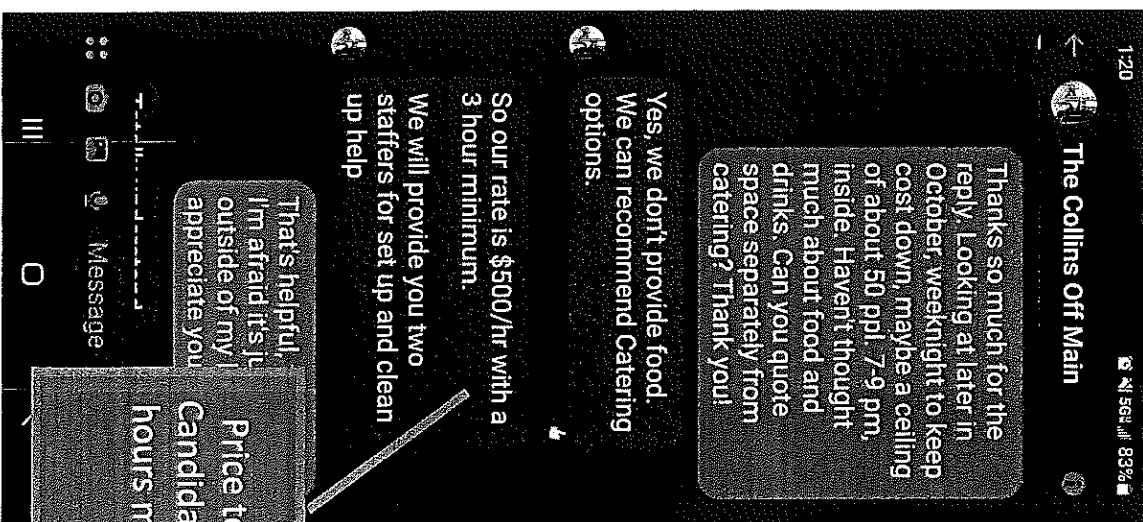 1:20
5G 83%
The Collins Off Main
Thanks so much for the
reply. Looking at later in
October, weeknight to keep
cost down, maybe a ceiling
of about 50 ppl. 7-9 pm,
inside. Haven't thought
much about food and
drinks. Can you quote
space separately from
catering? Thank you!
Yes, we don't provide food.
We can recommend Catering
options.
So our rate is $500/hr with a
3 hour minimum.
We will provide you two
staffers for set up and clean
up help
That's helpful,
I'm afraid it's
outside of my
appreciate you
Message
Price
hours